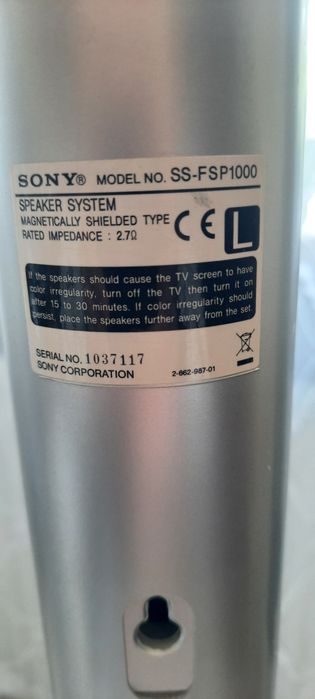 SONY® MODEL NO. SS-FSP1000
SPEAKER SYSTEM
MAGNETICALLY SHIELDED TYPE
RATED IMPEDANCE : 2.7Ω
CE L
If the speakers should cause the TV screen to have
color irregularity, turn off the TV then turn it on
after 15 to 30 minutes. If color irregularity should
persist, place the speakers further away from the set.
SERIAL NO. 1037117
SONY CORPORATION 2-662-987-01